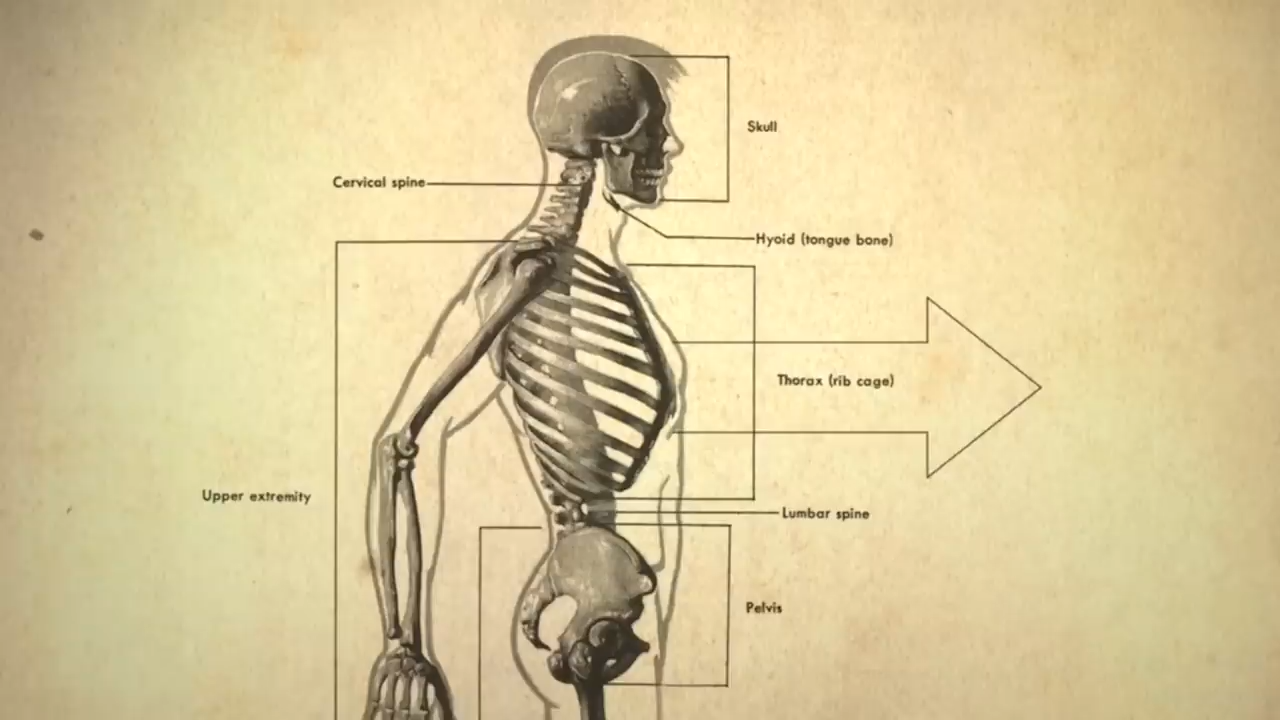 Skull
Cervical spine
Hyoid (tongue bone)
Thorax (rib cage)
Upper extremity
Lumbar spine
Pelvis